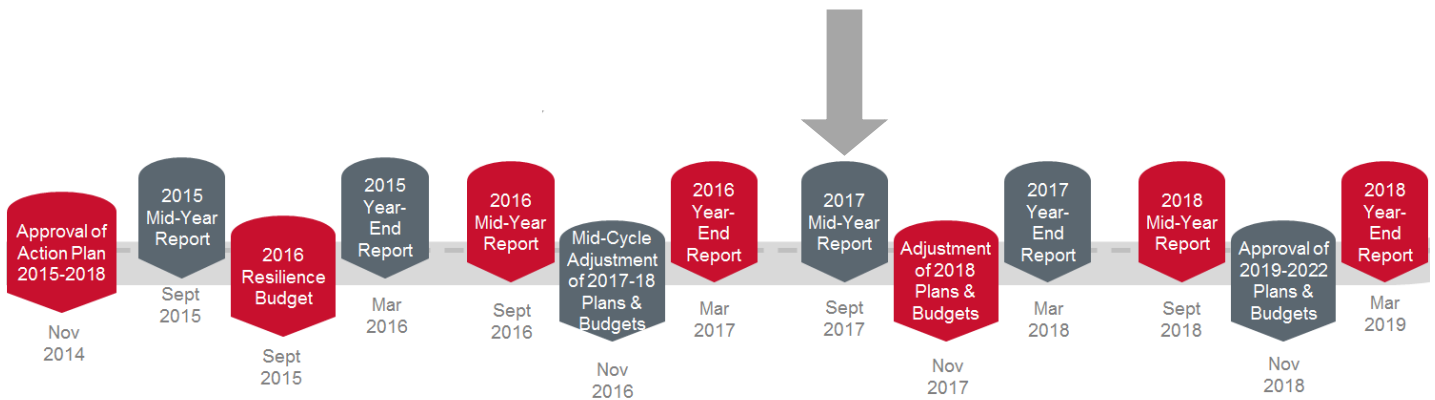 Approval of
Action Plan
2015-2018
Nov
2014
2015
Mid-Year
Report
Sept
2015
2016
Resilience
Budget
Sept
2015
2015
Year-
End
Report
Mar
2016
2016
Mid-Year
Report
Sept
2016
Mid-Cycle
Adjustment
of 2017-18
Plans &
Budgets
Nov
2016
2016
Year-
End
Report
Mar
2017
2017
Mid-Year
Report
Sept
2017
Adjustment
of 2018
Plans &
Budgets
Nov
2017
2017
Year-
End
Report
Mar
2018
2018
Mid-Year
Report
Sept
2018
Approval of
2019-2022
Plans &
Budgets
Nov
2018
2018
Year-
End
Report
Mar
2019